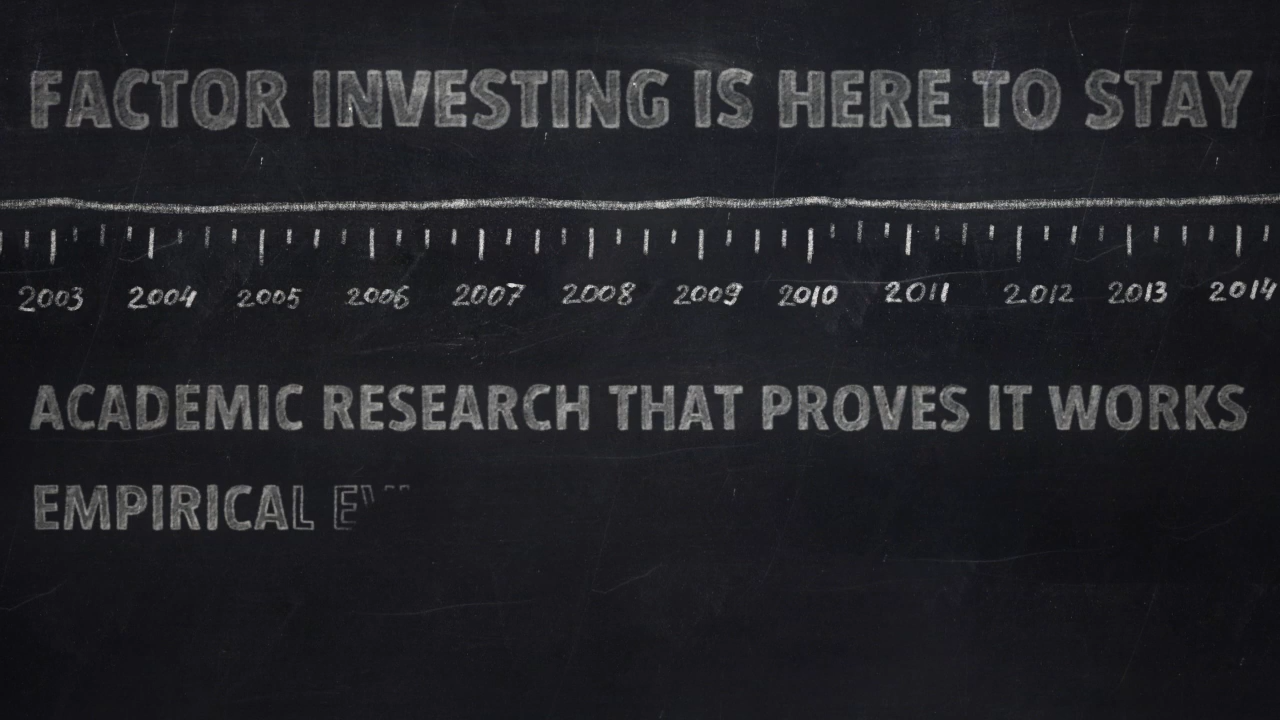 FACTOR INVESTING IS HERE TO STAY
2003 2004 2005 2006 2007 2008 2009 2010 2011 2012 2013 2014
ACADEMIC RESEARCH THAT PROVES IT WORKS
EMPIRICAL